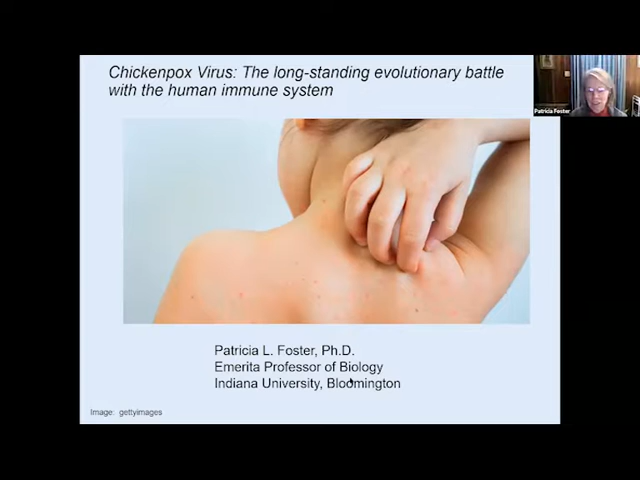 Chickenpox Virus: The long-standing evolutionary battle
with the human immune system
Patricia Foster
Patricia L. Foster, Ph.D.
Emerita Professor of Biology
Indiana University, Bloomington
Image: gettyimages